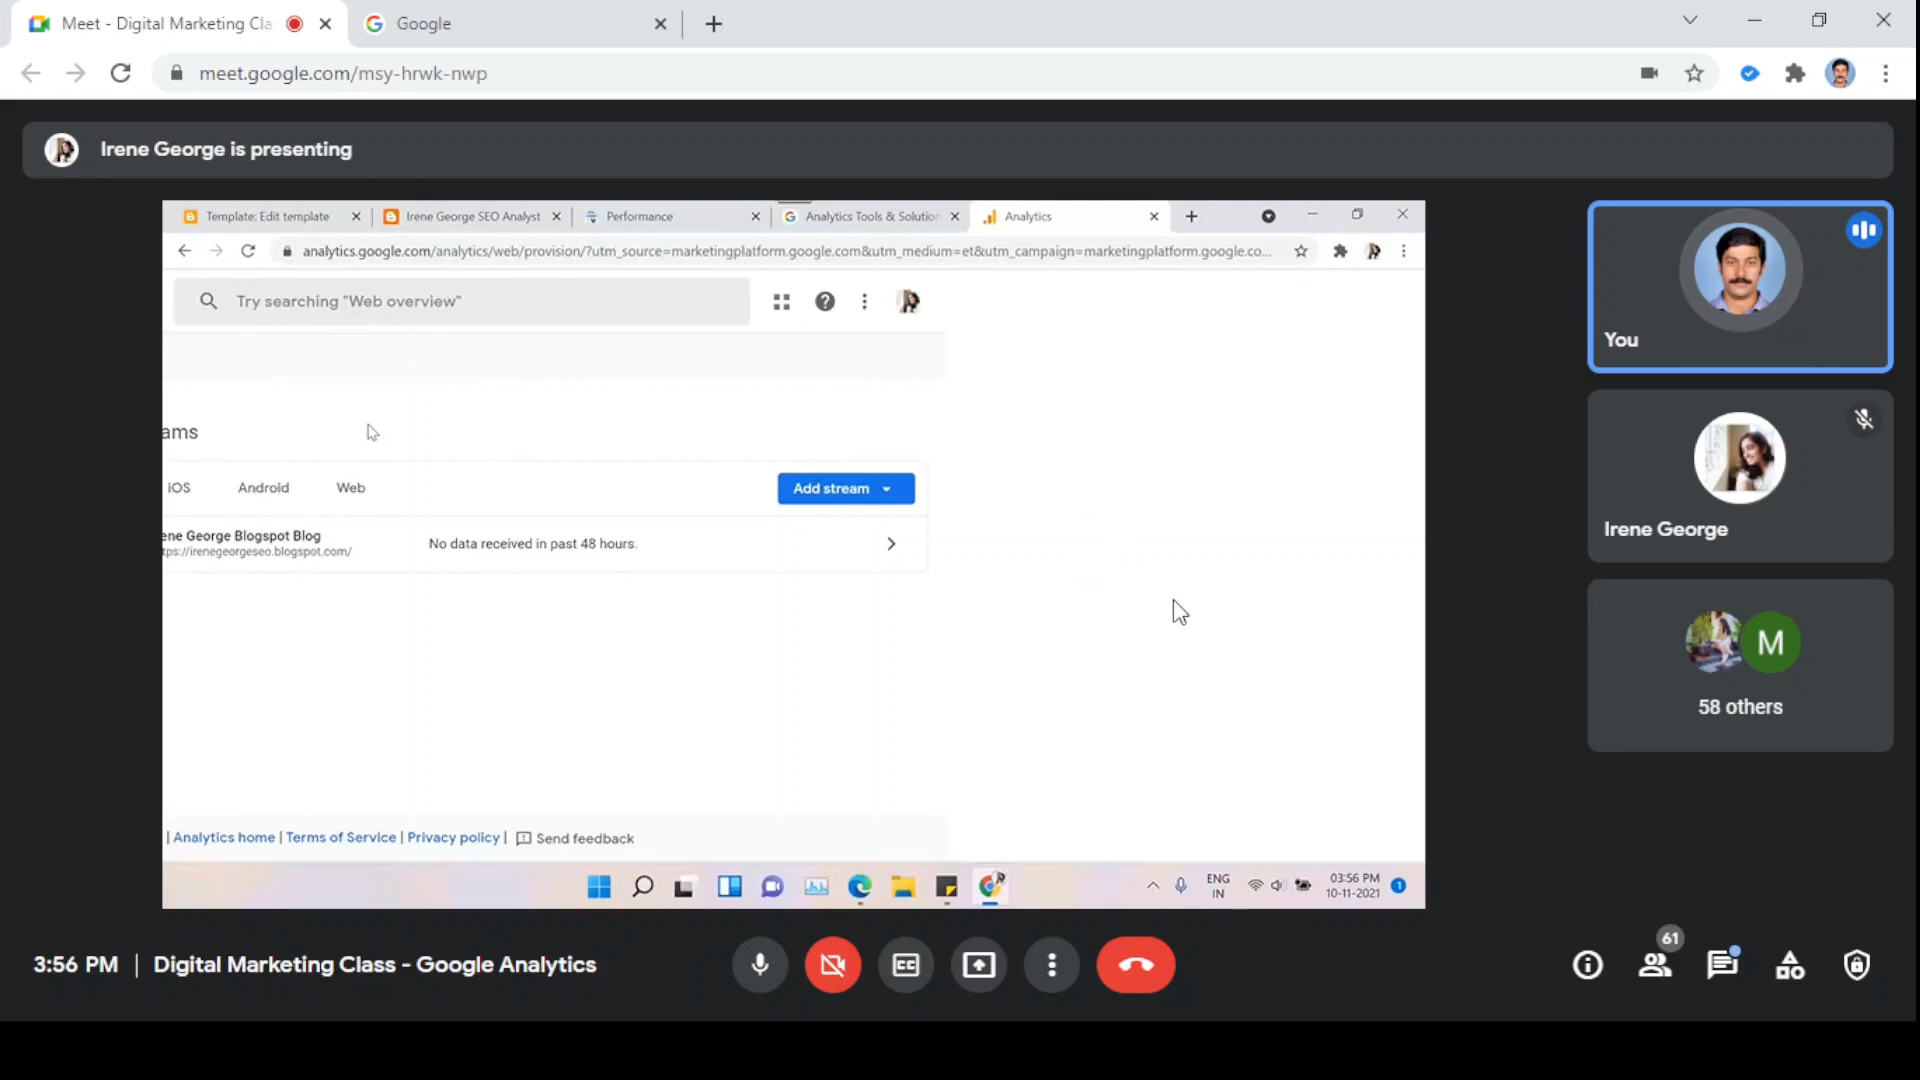 Meet - Digital Marketing Cla
Google
meet.google.com/msy-hrwk-nwp
Irene George is presenting
Template: Edit template
Irene George SEO Analyst
Performance
Analytics Tools & Solution
Analytics
analytics.google.com/analytics/web/provision/?utm_source=marketingplatform.google.com&utm_medium=et&utm_campaign=marketingplatform.google.co...
Try searching "Web overview"
ams
iOS
Android
Web
Add stream
ene George Blogspot Blog
tps://irenegeorgeseo.blogspot.com/
No data received in past 48 hours.
| Analytics home | Terms of Service | Privacy policy | Send feedback
ENG
IN
03:56 PM
10-11-2021
1
You
Irene George
M
58 others
3:56 PM | Digital Marketing Class - Google Analytics
CC
61